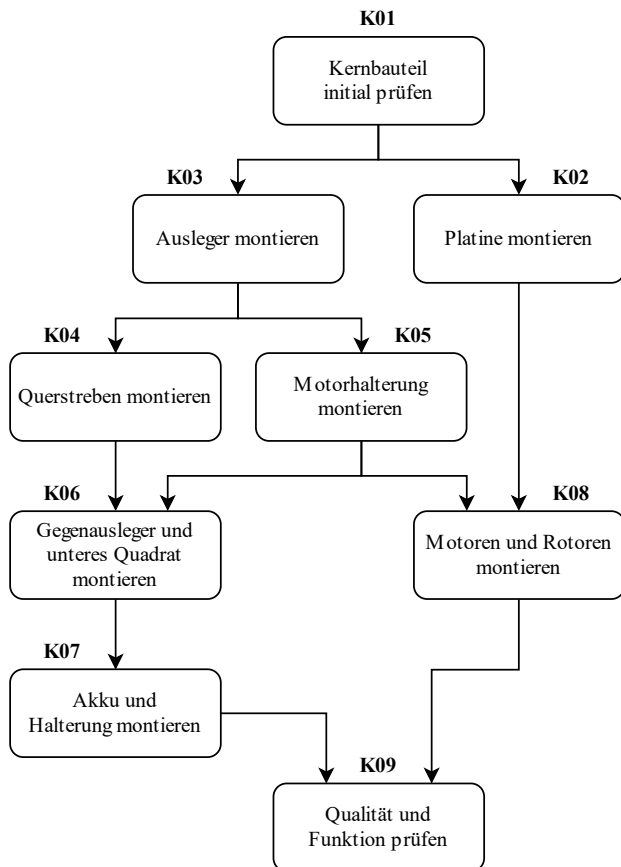 K01
Kernbauteil
initial prüfen
K03
Ausleger montieren
K02
Platine montieren
K04
Querstreben montieren
K05
Motorhalterung
montieren
K06
Gegenausleger und
unteres Quadrat
montieren
K08
Motoren und Rotoren
montieren
K07
Akku und
Halterung montieren
K09
Qualität und
Funktion prüfen